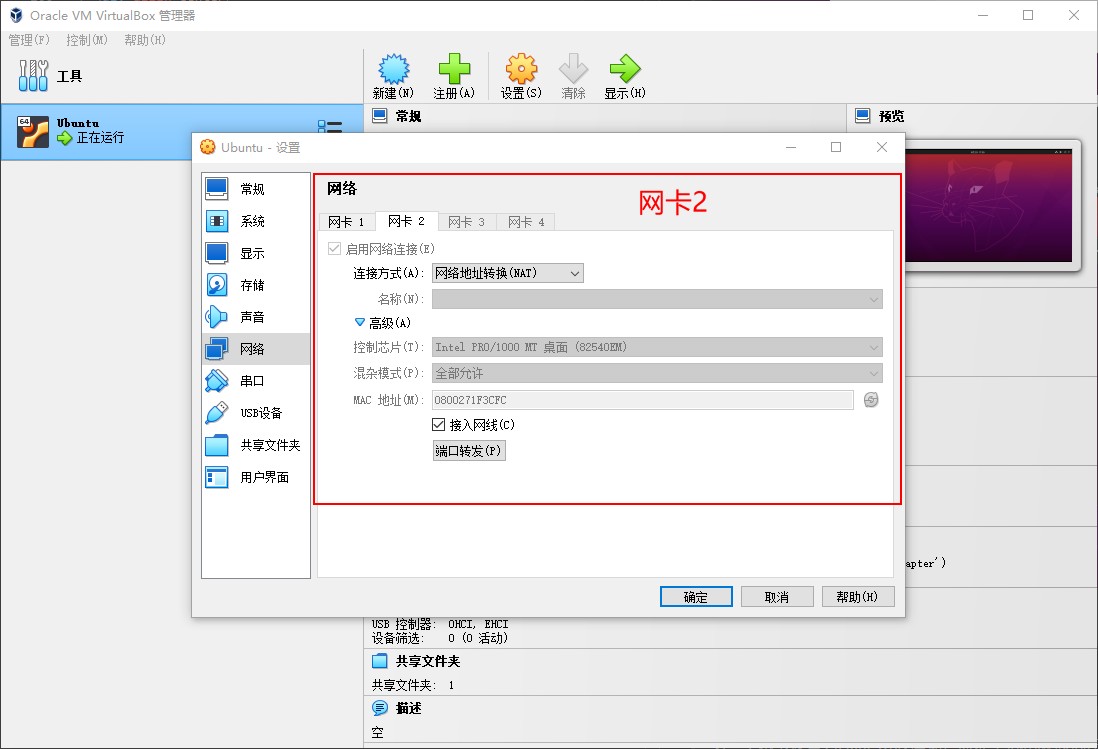 Oracle VM VirtualBox 管理器
管理(F) 控制(M) 帮助(H)
工具
新建(N) 注册(A) 设置(S) 清除 显示(H)
64 Ubuntu
正在运行
常规
预览
Ubuntu - 设置
常规
系统
显示
存储
声音
网络
串口
USB设备
共享文件夹
用户界面
网络
网卡2
网卡 1 网卡 2 网卡 3 网卡 4
启用网络连接(E)
连接方式(A): 网络地址转换(NAT)
名称(N):
高级(A)
控制芯片(T): Intel PRO/1000 MT 桌面 (82540EM)
混杂模式(P): 全部允许
MAC 地址(M): 0800271F3CFC
接入网线(C)
端口转发(P)
确定 取消 帮助(H)
apter')
USB 控制器: OHCI, EHCI
设备筛选: 0 (0 活动)
共享文件夹
共享文件夹: 1
描述
空